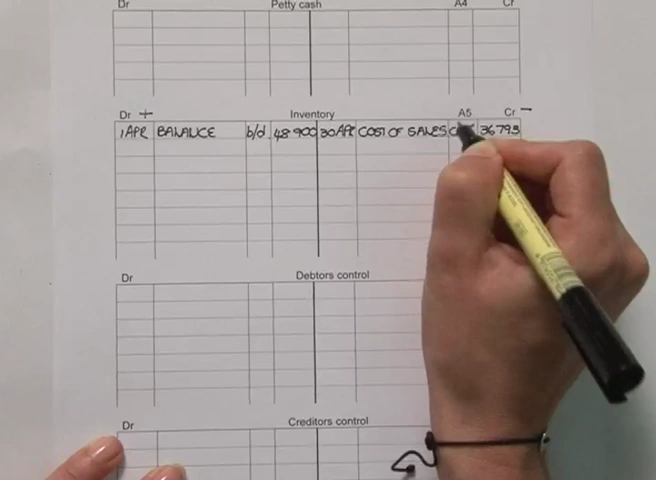 Dr Petty cash A4 Cr
Dr + Inventory A5 Cr -
1 APR BALANCE b/d 48 900 30 APR COST OF SALES 36 795
Dr Debtors control
Dr Creditors control